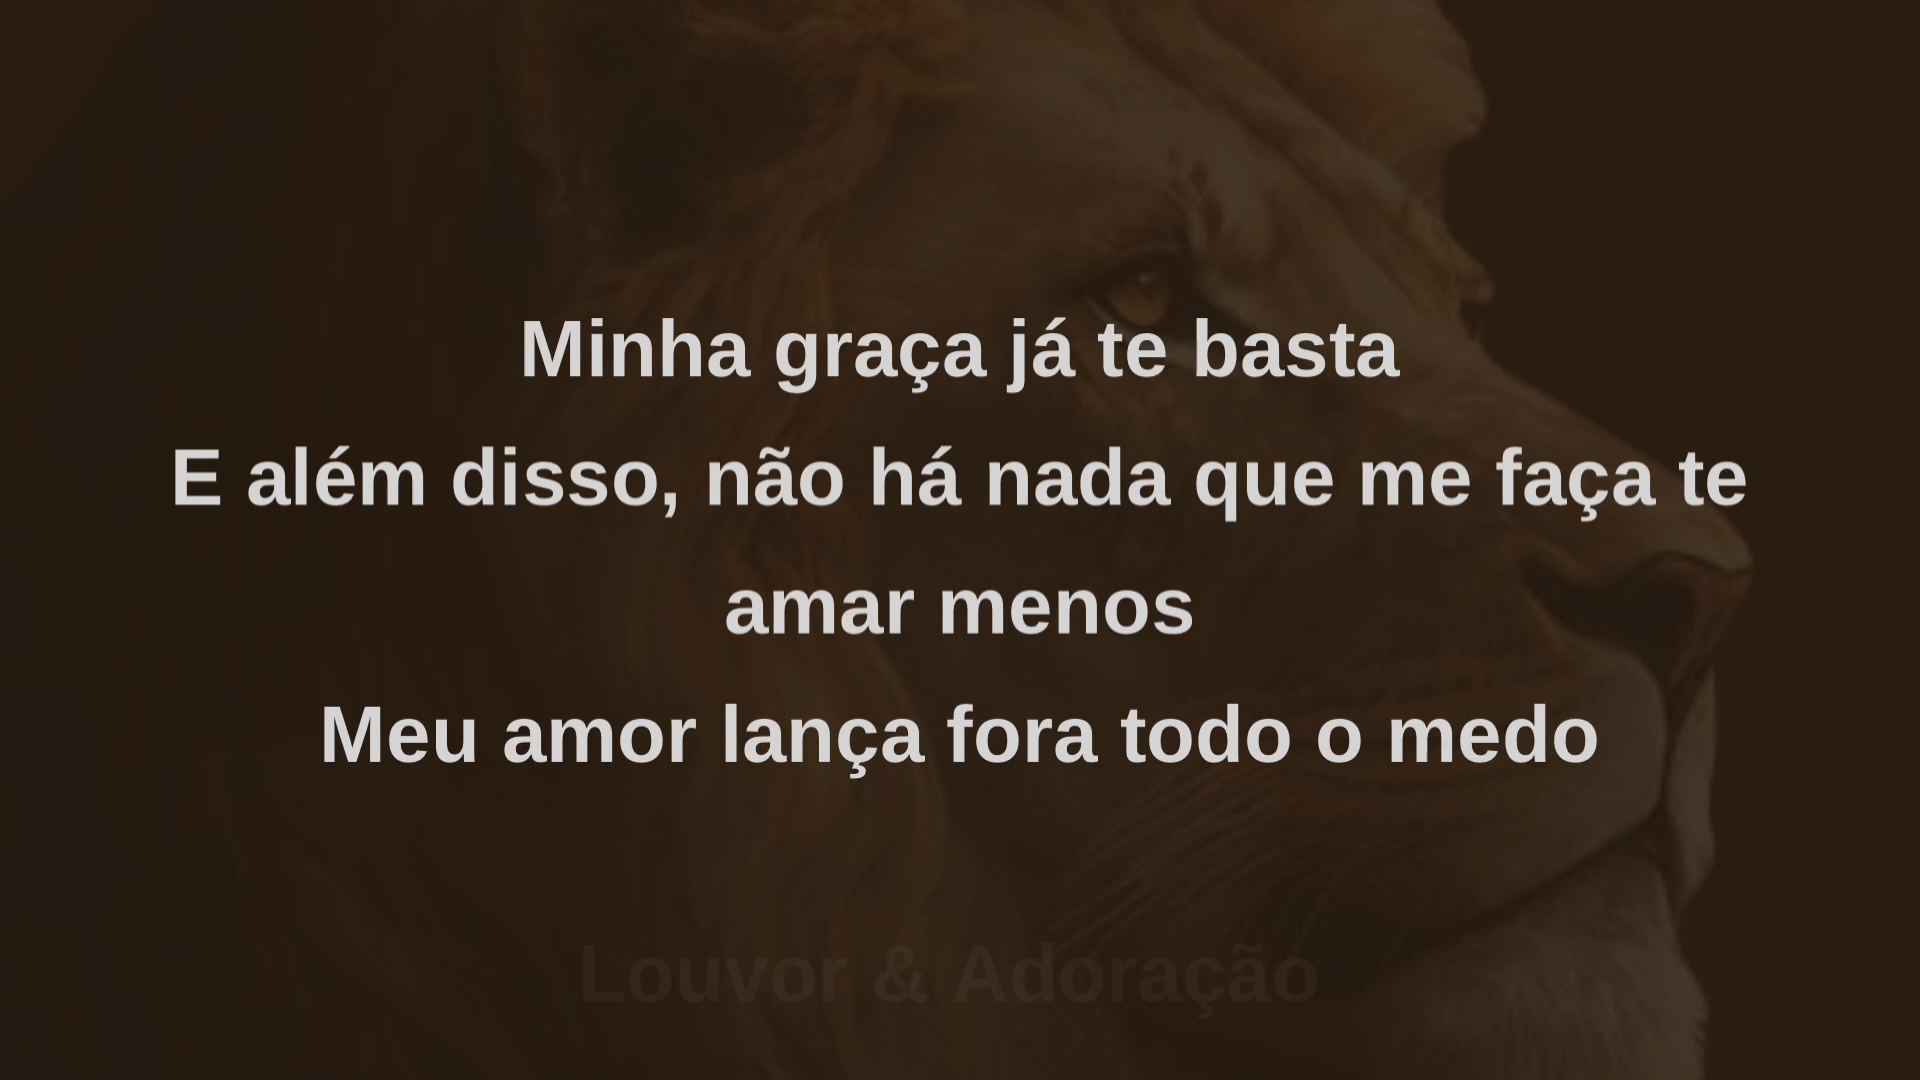 Minha graça já te basta
E além disso, não há nada que me faça te
amar menos
Meu amor lança fora todo o medo
Louvor & Adoração